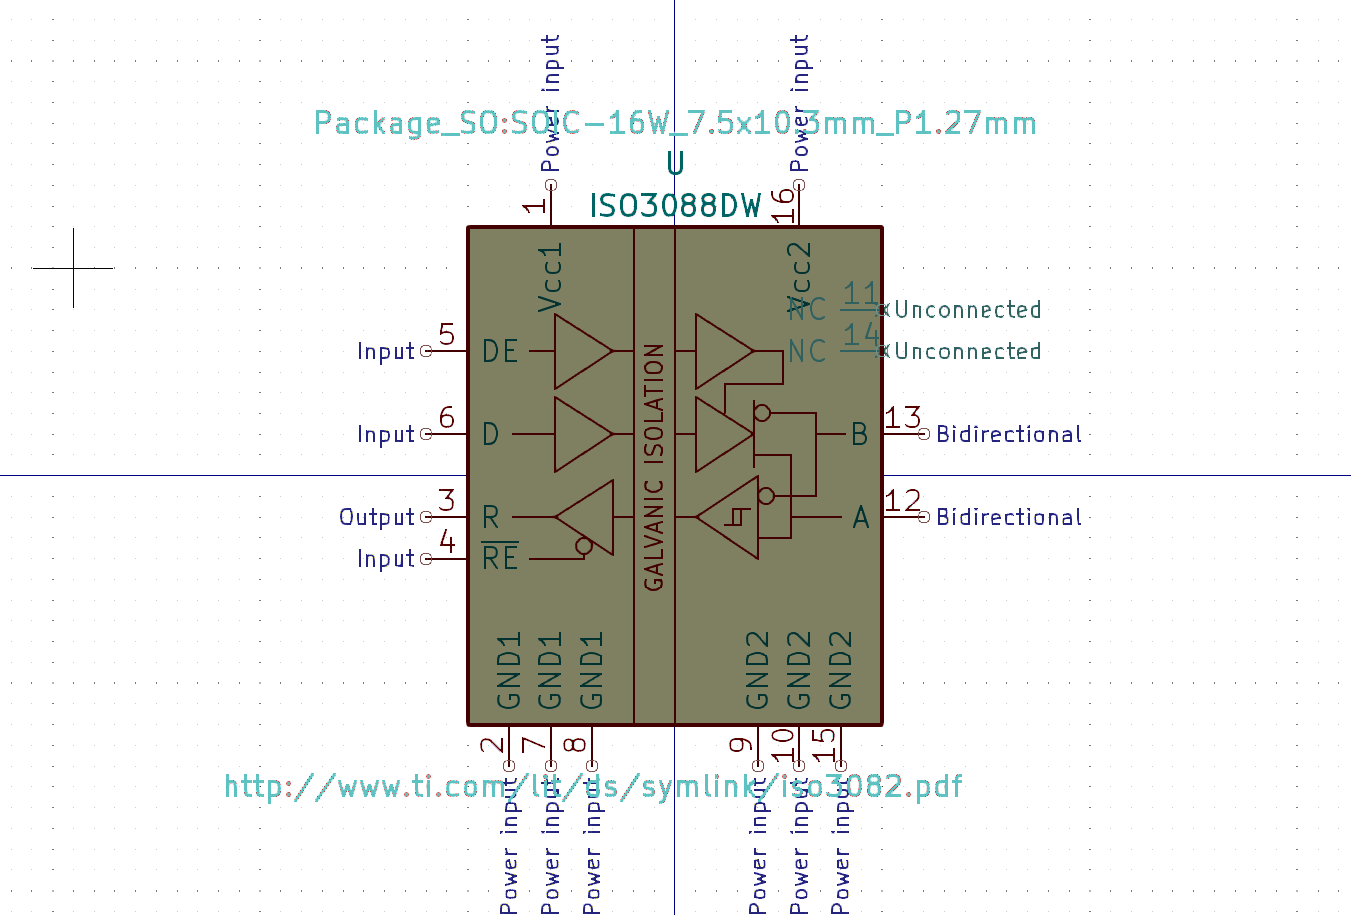 Power input
Power input
Package_SO:SOIC-16W_7.5x10.3mm_P1.27mm
U
ISO3088DW
1
16
Vcc1
Vcc2
NC 11 Unconnected
NC 14 Unconnected
Input 5 DE
Input 6 D
B 13 Bidirectional
Output 3 R
A 12 Bidirectional
Input 4 RE
GALVANIC ISOLATION
GND1 GND1 GND1 GND2 GND2 GND2
2 7 8 9 10 15
http://www.ti.com/lit/ds/symlink/iso3082.pdf
Power input Power input Power input Power input Power input Power input